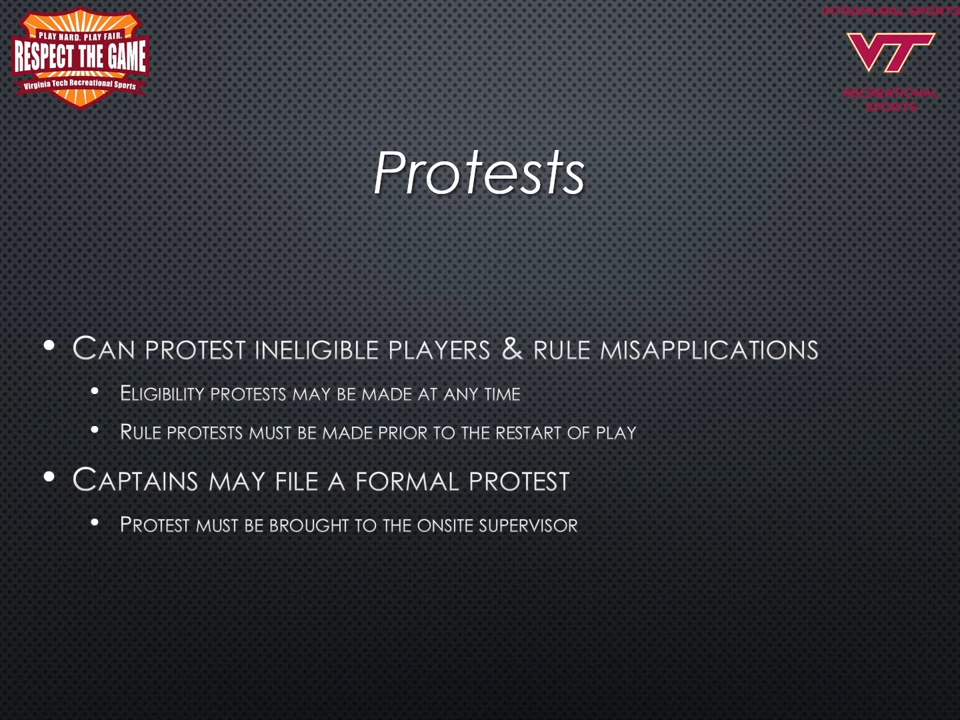 PLAY HARD. PLAY FAIR.
RESPECT THE GAME
Virginia Tech Recreational Sports
INTRAMURAL SPORTS
VT
RECREATIONAL
SPORTS
Protests
• CAN PROTEST INELIGIBLE PLAYERS & RULE MISAPPLICATIONS
• ELIGIBILITY PROTESTS MAY BE MADE AT ANY TIME
• RULE PROTESTS MUST BE MADE PRIOR TO THE RESTART OF PLAY
• CAPTAINS MAY FILE A FORMAL PROTEST
• PROTEST MUST BE BROUGHT TO THE ONSITE SUPERVISOR